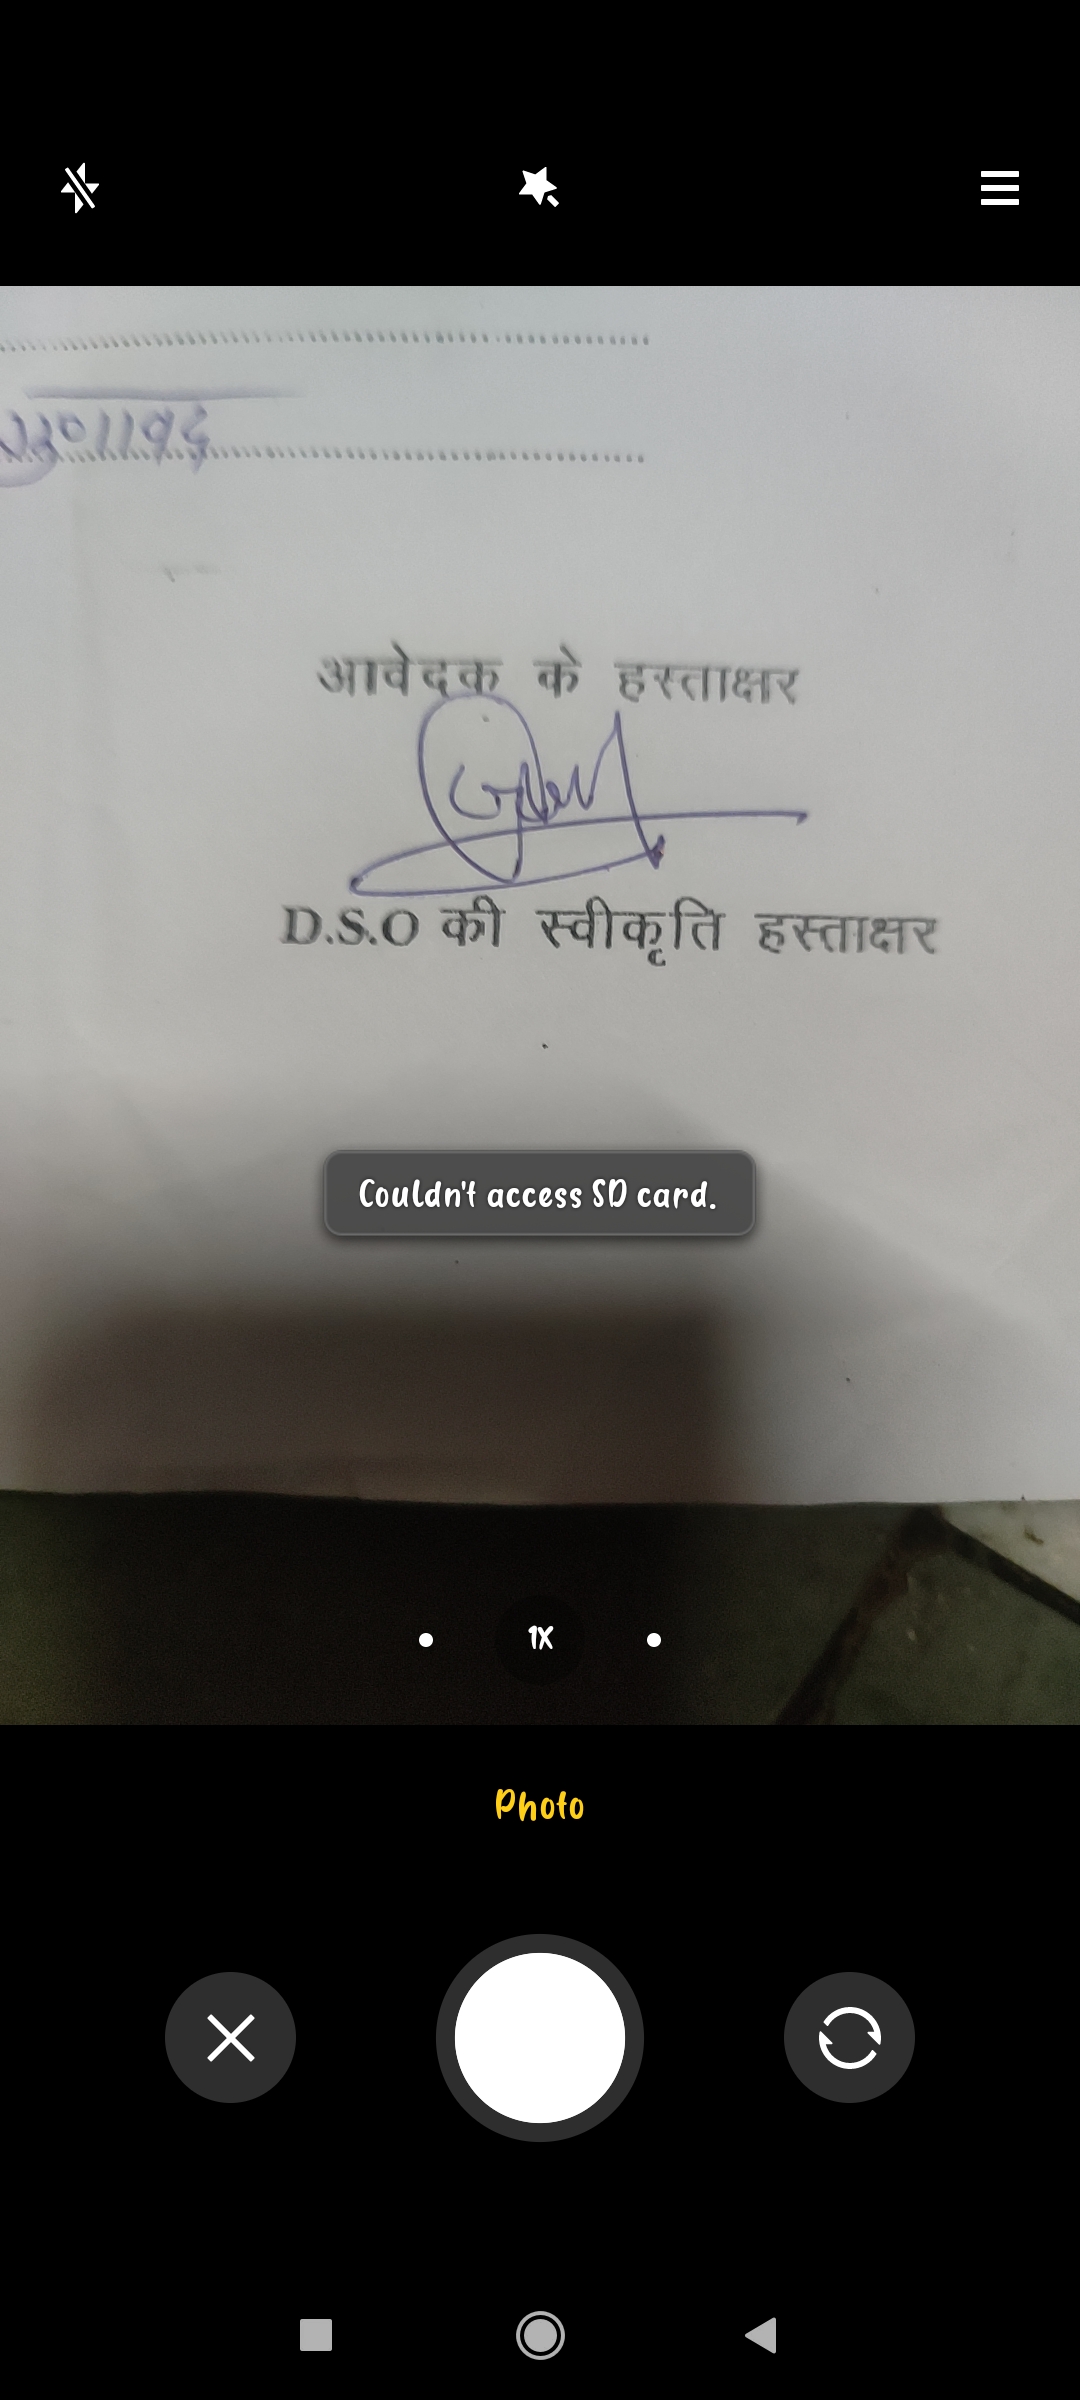 आवेदक के हस्ताक्षर
D.S.O की स्वीकृति हस्ताक्षर
Couldn't access SD card.
1X
Photo